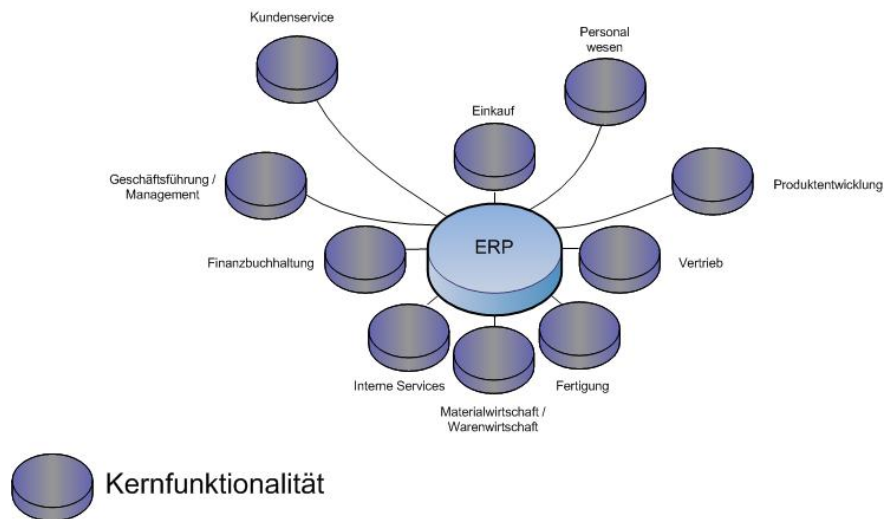 Kundenservice
Personal
wesen
Einkauf
Geschäftsführung /
Management
Produktentwicklung
ERP
Finanzbuchhaltung
Vertrieb
Interne Services
Fertigung
Materialwirtschaft /
Warenwirtschaft
Kernfunktionalität